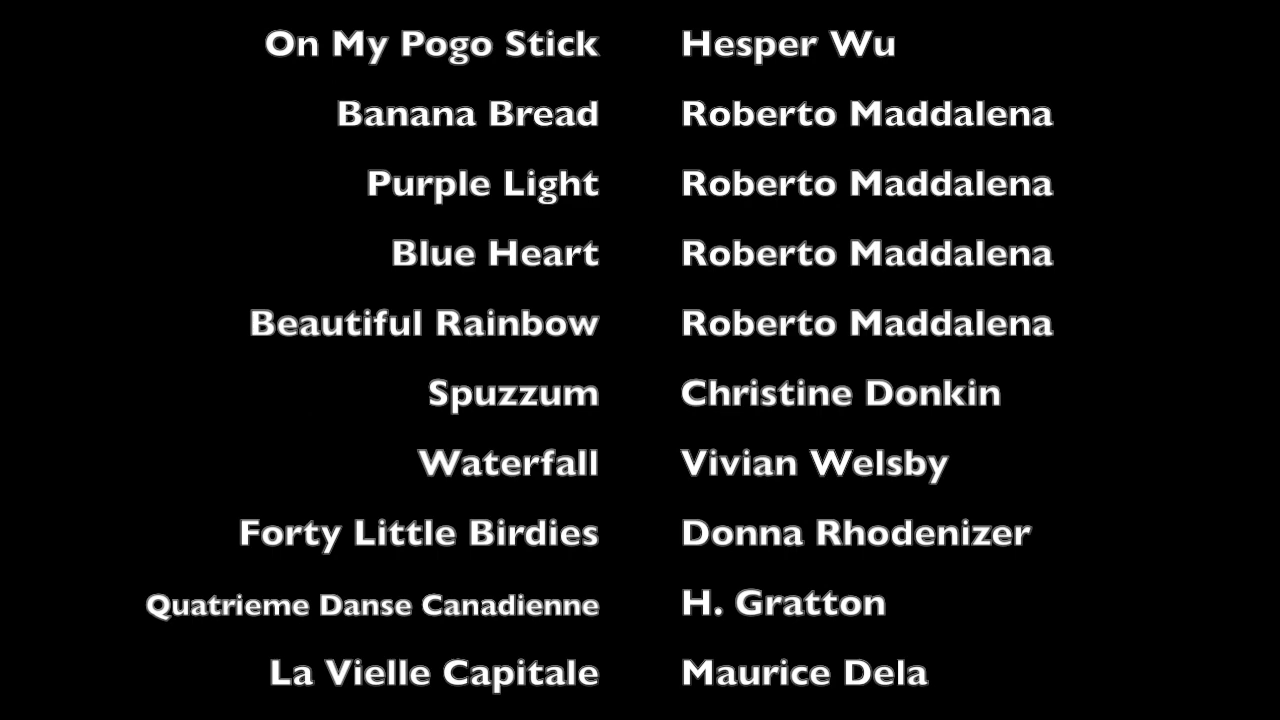 On My Pogo Stick Hesper Wu
Banana Bread Roberto Maddalena
Purple Light Roberto Maddalena
Blue Heart Roberto Maddalena
Beautiful Rainbow Roberto Maddalena
Spuzzum Christine Donkin
Waterfall Vivian Welsby
Forty Little Birdies Donna Rhodenizer
Quatrieme Danse Canadienne H. Gratton
La Vielle Capitale Maurice Dela